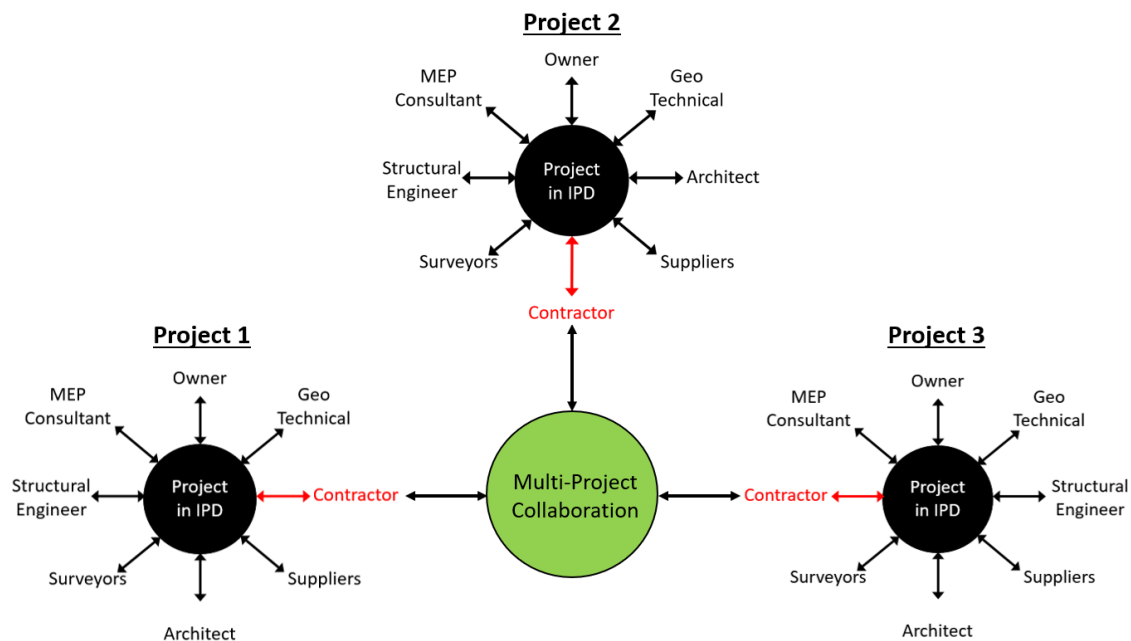 Project 2
Owner
MEP
Consultant
Geo
Technical
Structural
Engineer
Project
in IPD
Architect
Surveyors
Suppliers
Contractor
Project 1
Owner
MEP
Consultant
Geo
Technical
Structural
Engineer
Project
in IPD
Contractor
Surveyors
Suppliers
Architect
Multi-Project
Collaboration
Project 3
Owner
MEP
Consultant
Geo
Technical
Contractor
Project
in IPD
Structural
Engineer
Surveyors
Suppliers
Architect